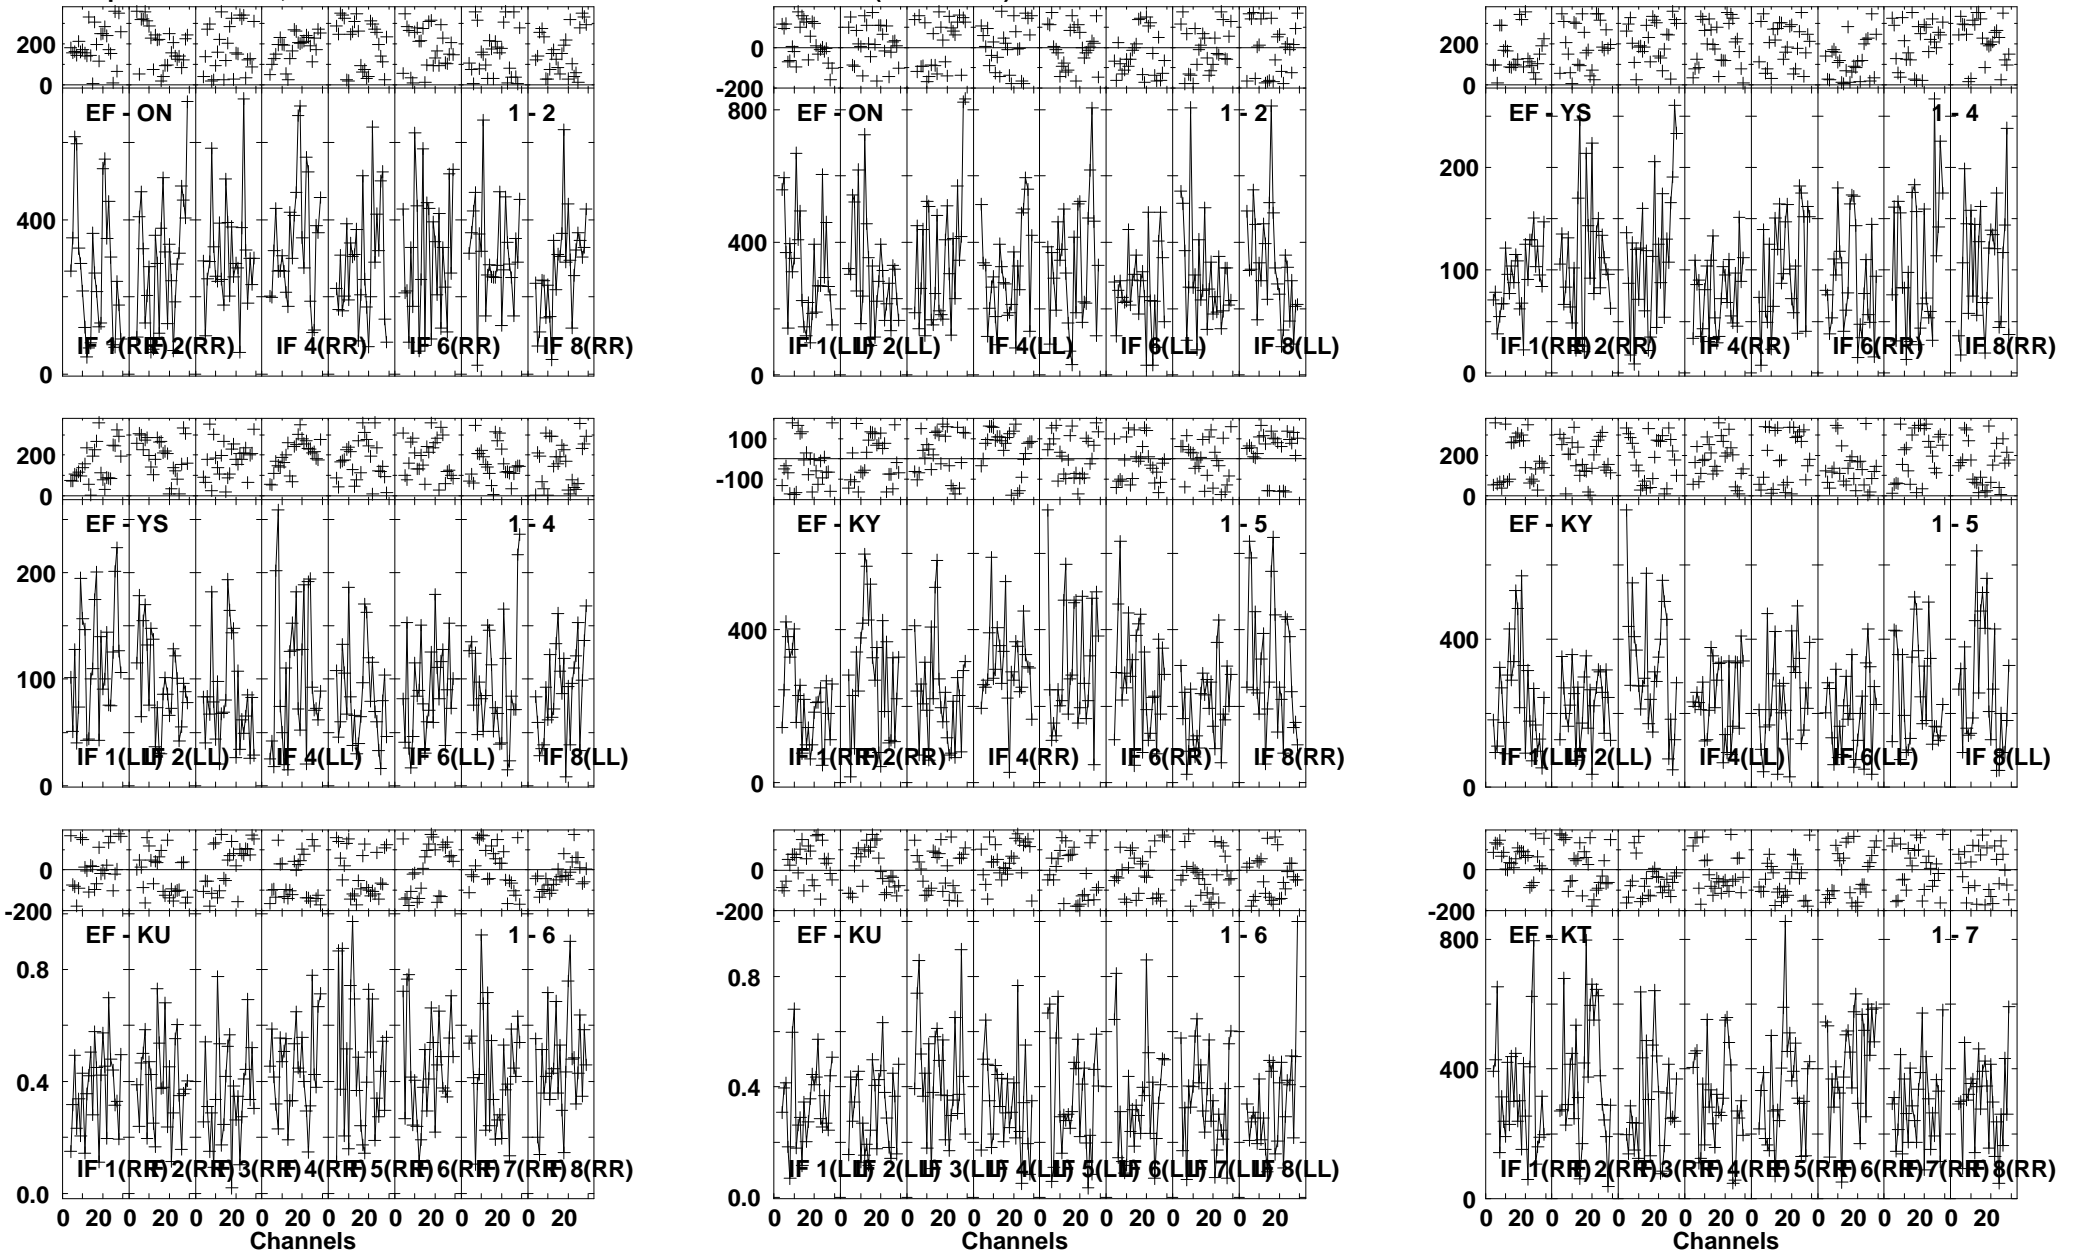 200 0 200 0
0 -200
EF - ON 1 - 2
400
0
IF 1(RR) IF 2(RR) IF 4(RR) IF 6(RR) IF 8(RR)
EF - ON 1 - 2
800
400
0
IF 1(LL) IF 2(LL) IF 4(LL) IF 6(LL) IF 8(LL)
EF - YS 1 - 4
200
100
0
IF 1(RR) IF 2(RR) IF 4(RR) IF 6(RR) IF 8(RR)
200
0
EF - YS 1 - 4
200
100
0
IF 1(LL) IF 2(LL) IF 4(LL) IF 6(LL) IF 8(LL)
100
-100
EF - KY 1 - 5
400
0
IF 1(RR) IF 2(RR) IF 4(RR) IF 6(RR) IF 8(RR)
200
0
EF - KY 1 - 5
400
0
IF 1(LL) IF 2(LL) IF 4(LL) IF 6(LL) IF 8(LL)
0
-200
EF - KU 1 - 6
0.8
0.4
0.0
IF 1(RR) IF 2(RR) IF 3(RR) IF 4(RR) IF 5(RR) IF 6(RR) IF 7(RR) IF 8(RR)
0 20 0 20 0 20 0 20 0 20 0 20 0 20 0 20
Channels
0
-200
EF - KU 1 - 6
0.8
0.4
0.0
IF 1(LL) IF 2(LL) IF 3(LL) IF 4(LL) IF 5(LL) IF 6(LL) IF 7(LL) IF 8(LL)
0 20 0 20 0 20 0 20 0 20 0 20 0 20 0 20
Channels
0
-200
EF - KT 1 - 7
800
400
0
IF 1(RR) IF 2(RR) IF 3(RR) IF 4(RR) IF 5(RR) IF 6(RR) IF 7(RR) IF 8(RR)
0 20 0 20 0 20 0 20 0 20 0 20 0 20 0 20
Channels